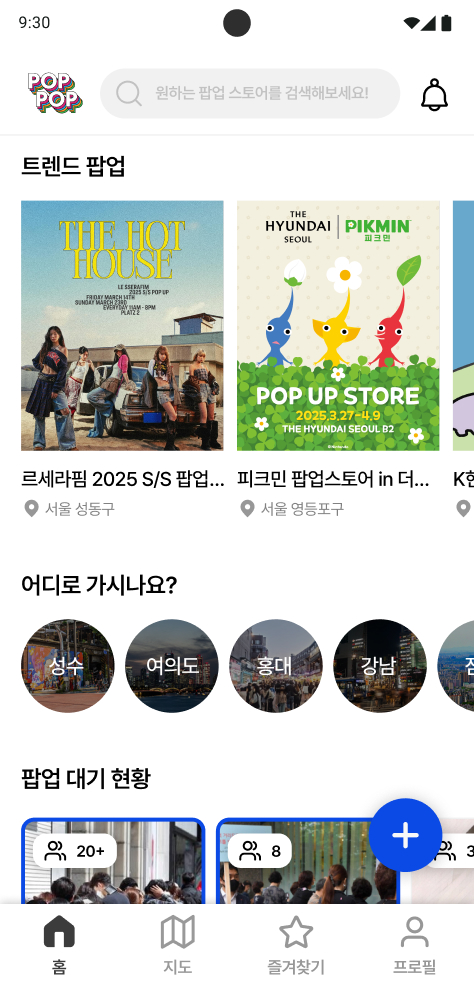 9:30
POP
POP
원하는 팝업 스토어를 검색해보세요!
트렌드 팝업
THE HOT
HOUSE
LE SSERAFIM
2025 S/S POP UP
FRIDAY MARCH 14TH
SUNDAY MARCH 23RD
EVERYDAY 11AM - 8PM
PLATZ 2
THE
HYUNDAI
SEOUL
PIKMIN
피크민
POP UP STORE
2025.3.27~4.9
THE HYUNDAI SEOUL B2
르세라핌 2025 S/S 팝업...
피크민 팝업스토어 in 더...
서울 성동구
서울 영등포구
어디로 가시나요?
성수
여의도
홍대
강남
팝업 대기 현황
20+
8
3
홈
지도
즐겨찾기
프로필